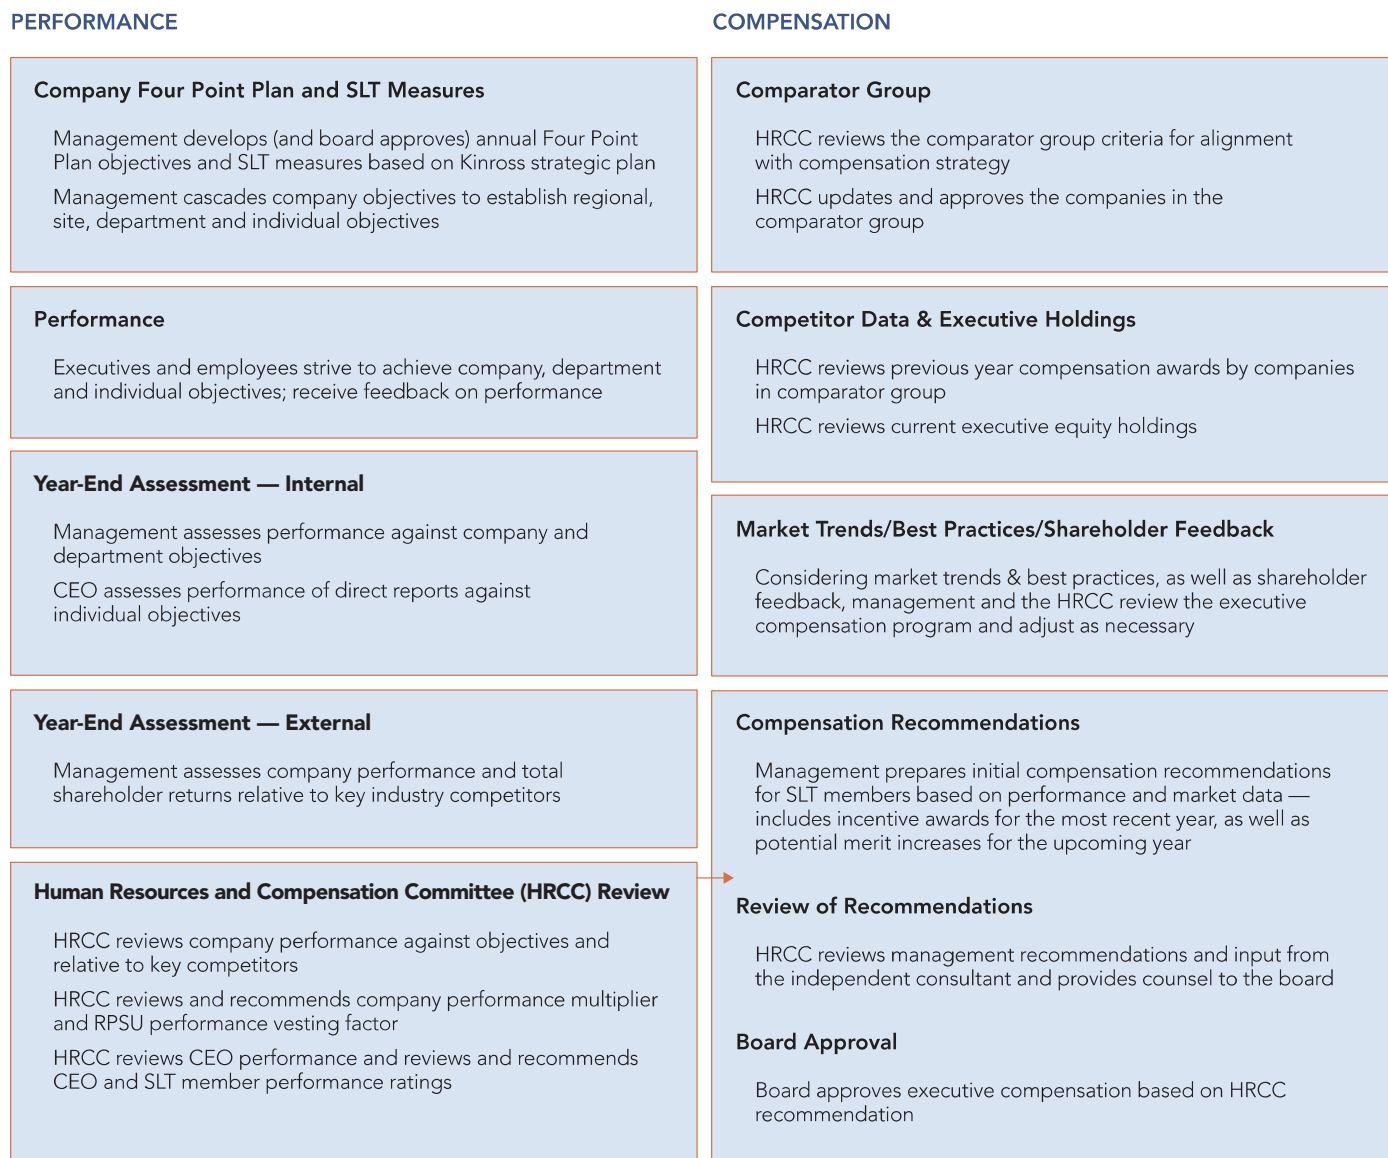 PERFORMANCE
Company Four Point Plan and SLT Measures
Management develops (and board approves) annual Four Point
Plan objectives and SLT measures based on Kinross strategic plan
Management cascades company objectives to establish regional,
site, department and individual objectives
Performance
Executives and employees strive to achieve company, department
and individual objectives; receive feedback on performance
Year-End Assessment — Internal
Management assesses performance against company and
department objectives
CEO assesses performance of direct reports against
individual objectives
Year-End Assessment — External
Management assesses company performance and total
shareholder returns relative to key industry competitors
Human Resources and Compensation Committee (HRCC) Review
HRCC reviews company performance against objectives and
relative to key competitors
HRCC reviews and recommends company performance multiplier
and RPSU performance vesting factor
HRCC reviews CEO performance and reviews and recommends
CEO and SLT member performance ratings
COMPENSATION
Comparator Group
HRCC reviews the comparator group criteria for alignment
with compensation strategy
HRCC updates and approves the companies in the
comparator group
Competitor Data & Executive Holdings
HRCC reviews previous year compensation awards by companies
in comparator group
HRCC reviews current executive equity holdings
Market Trends/Best Practices/Shareholder Feedback
Considering market trends & best practices, as well as shareholder
feedback, management and the HRCC review the executive
compensation program and adjust as necessary
Compensation Recommendations
Management prepares initial compensation recommendations
for SLT members based on performance and market data —
includes incentive awards for the most recent year, as well as
potential merit increases for the upcoming year
Review of Recommendations
HRCC reviews management recommendations and input from
the independent consultant and provides counsel to the board
Board Approval
Board approves executive compensation based on HRCC
recommendation